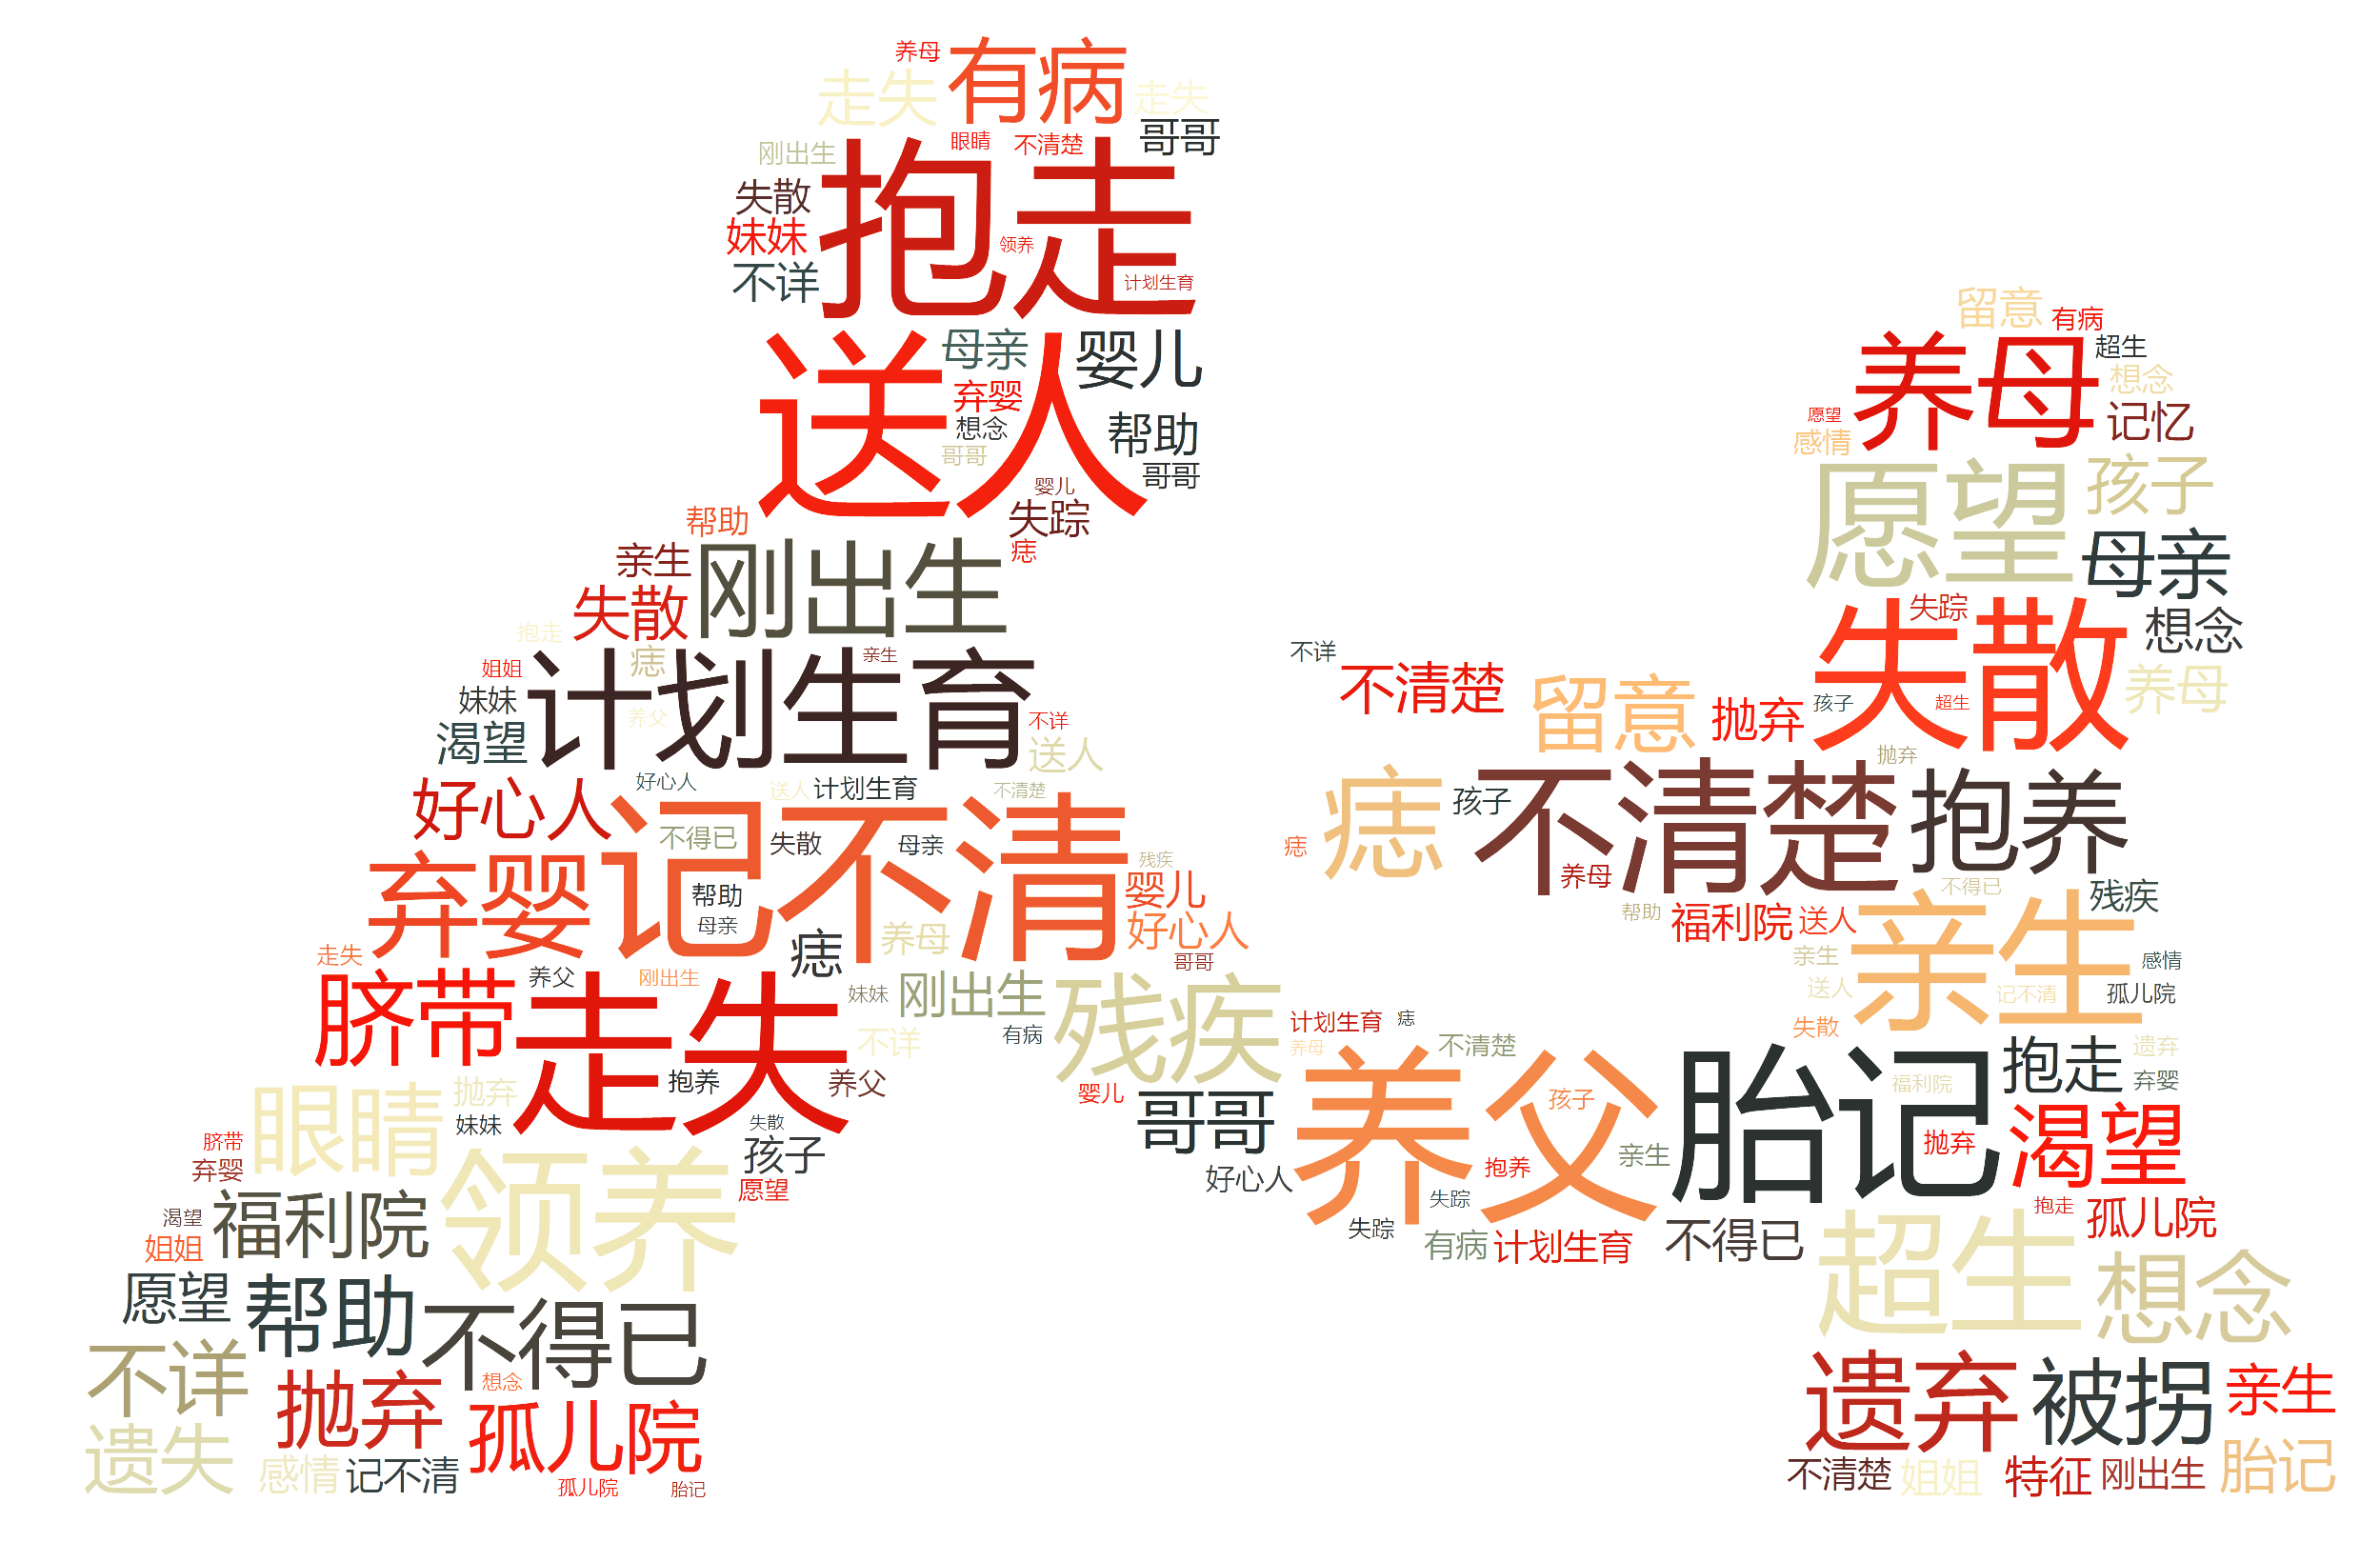 养母
有病
走失
走失
哥哥
眼睛
不清楚
刚出生
抱走
失散
妹妹
领养
不详
计划生育
留意
有病
送人
母亲
婴儿
养母
超生
弃婴
想念
想念
愿望
记忆
帮助
感情
哥哥
哥哥
婴儿
愿望
孩子
帮助
失踪
亲生
刚出生
痣
母亲
失散
失踪
失散
想念
抱走
不详
痣
亲生
姐姐
计划生育
不清楚
留意
抛弃
孩子
超生
养母
妹妹
养父
不详
渴望
送人
抛弃
好心人
好心人
送人
计划生育
不清楚
痣
孩子
不清楚
抱养
记不清
不得已
失散
母亲
痣
残疾
养母
弃婴
帮助
婴儿
不得已
残疾
母亲
好心人
帮助
福利院
送人
亲生
走失
痣
养母
哥哥
亲生
感情
脐带
养父
刚出生
妹妹
刚出生
残疾
送人
记不清
孤儿院
走失
不详
有病
计划生育
痣
失散
养母
不清楚
眼睛
抛弃
抱养
养父
婴儿
养父
孩子
胎记
福利院
抱走
遗弃
弃婴
妹妹
失散
哥哥
脐带
孩子
亲生
抛弃
渴望
弃婴
领养
愿望
好心人
抱养
渴望
福利院
失踪
抱走
孤儿院
姐姐
失踪
有病
计划生育
不得已
超生
想念
愿望
帮助
不得已
不详
抛弃
想念
遗弃
被拐
亲生
遗失
孤儿院
感情
记不清
孤儿院
胎记
不清楚
姐姐
特征
刚出生
胎记